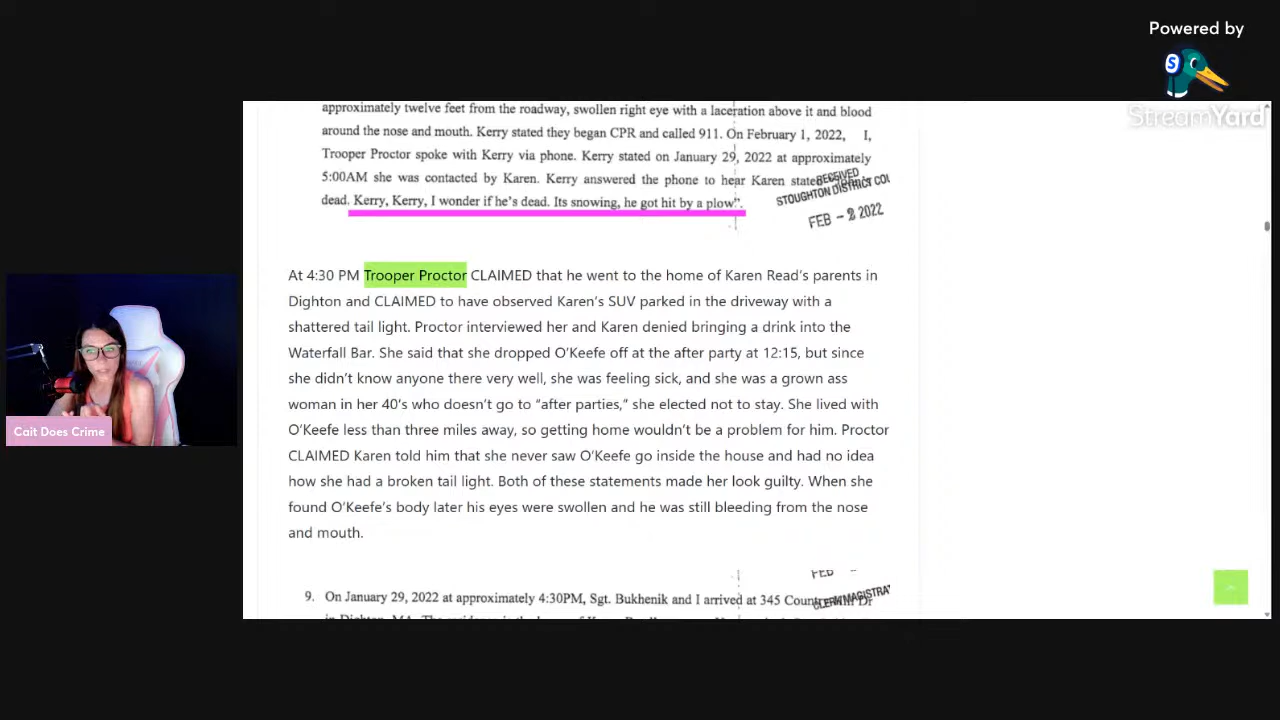 Powered by
S
StreamYard
approximately twelve feet from the roadway, swollen right eye with a laceration above it and blood
around the nose and mouth. Kerry stated they began CPR and called 911. On February 1, 2022, I,
Trooper Proctor spoke with Kerry via phone. Kerry stated on January 29, 2022 at approximately
5:00AM she was contacted by Karen. Kerry answered the phone to hear Karen state
dead. Kerry, Kerry, I wonder if he's dead. Its snowing, he got hit by a plow".
RECEIVED
STOUGHTON DISTRICT COU
FEB - 2 2022
At 4:30 PM Trooper Proctor CLAIMED that he went to the home of Karen Read's parents in
Dighton and CLAIMED to have observed Karen's SUV parked in the driveway with a
shattered tail light. Proctor interviewed her and Karen denied bringing a drink into the
Waterfall Bar. She said that she dropped O'Keefe off at the after party at 12:15, but since
she didn't know anyone there very well, she was feeling sick, and she was a grown ass
woman in her 40's who doesn't go to "after parties," she elected not to stay. She lived with
O'Keefe less than three miles away, so getting home wouldn't be a problem for him. Proctor
CLAIMED Karen told him that she never saw O'Keefe go inside the house and had no idea
how she had a broken tail light. Both of these statements made her look guilty. When she
found O'Keefe's body later his eyes were swollen and he was still bleeding from the nose
and mouth.
Cait Does Crime
FEB
9. On January 29, 2022 at approximately 4:30PM, Sgt. Bukhenik and I arrived at 345 Count Dr